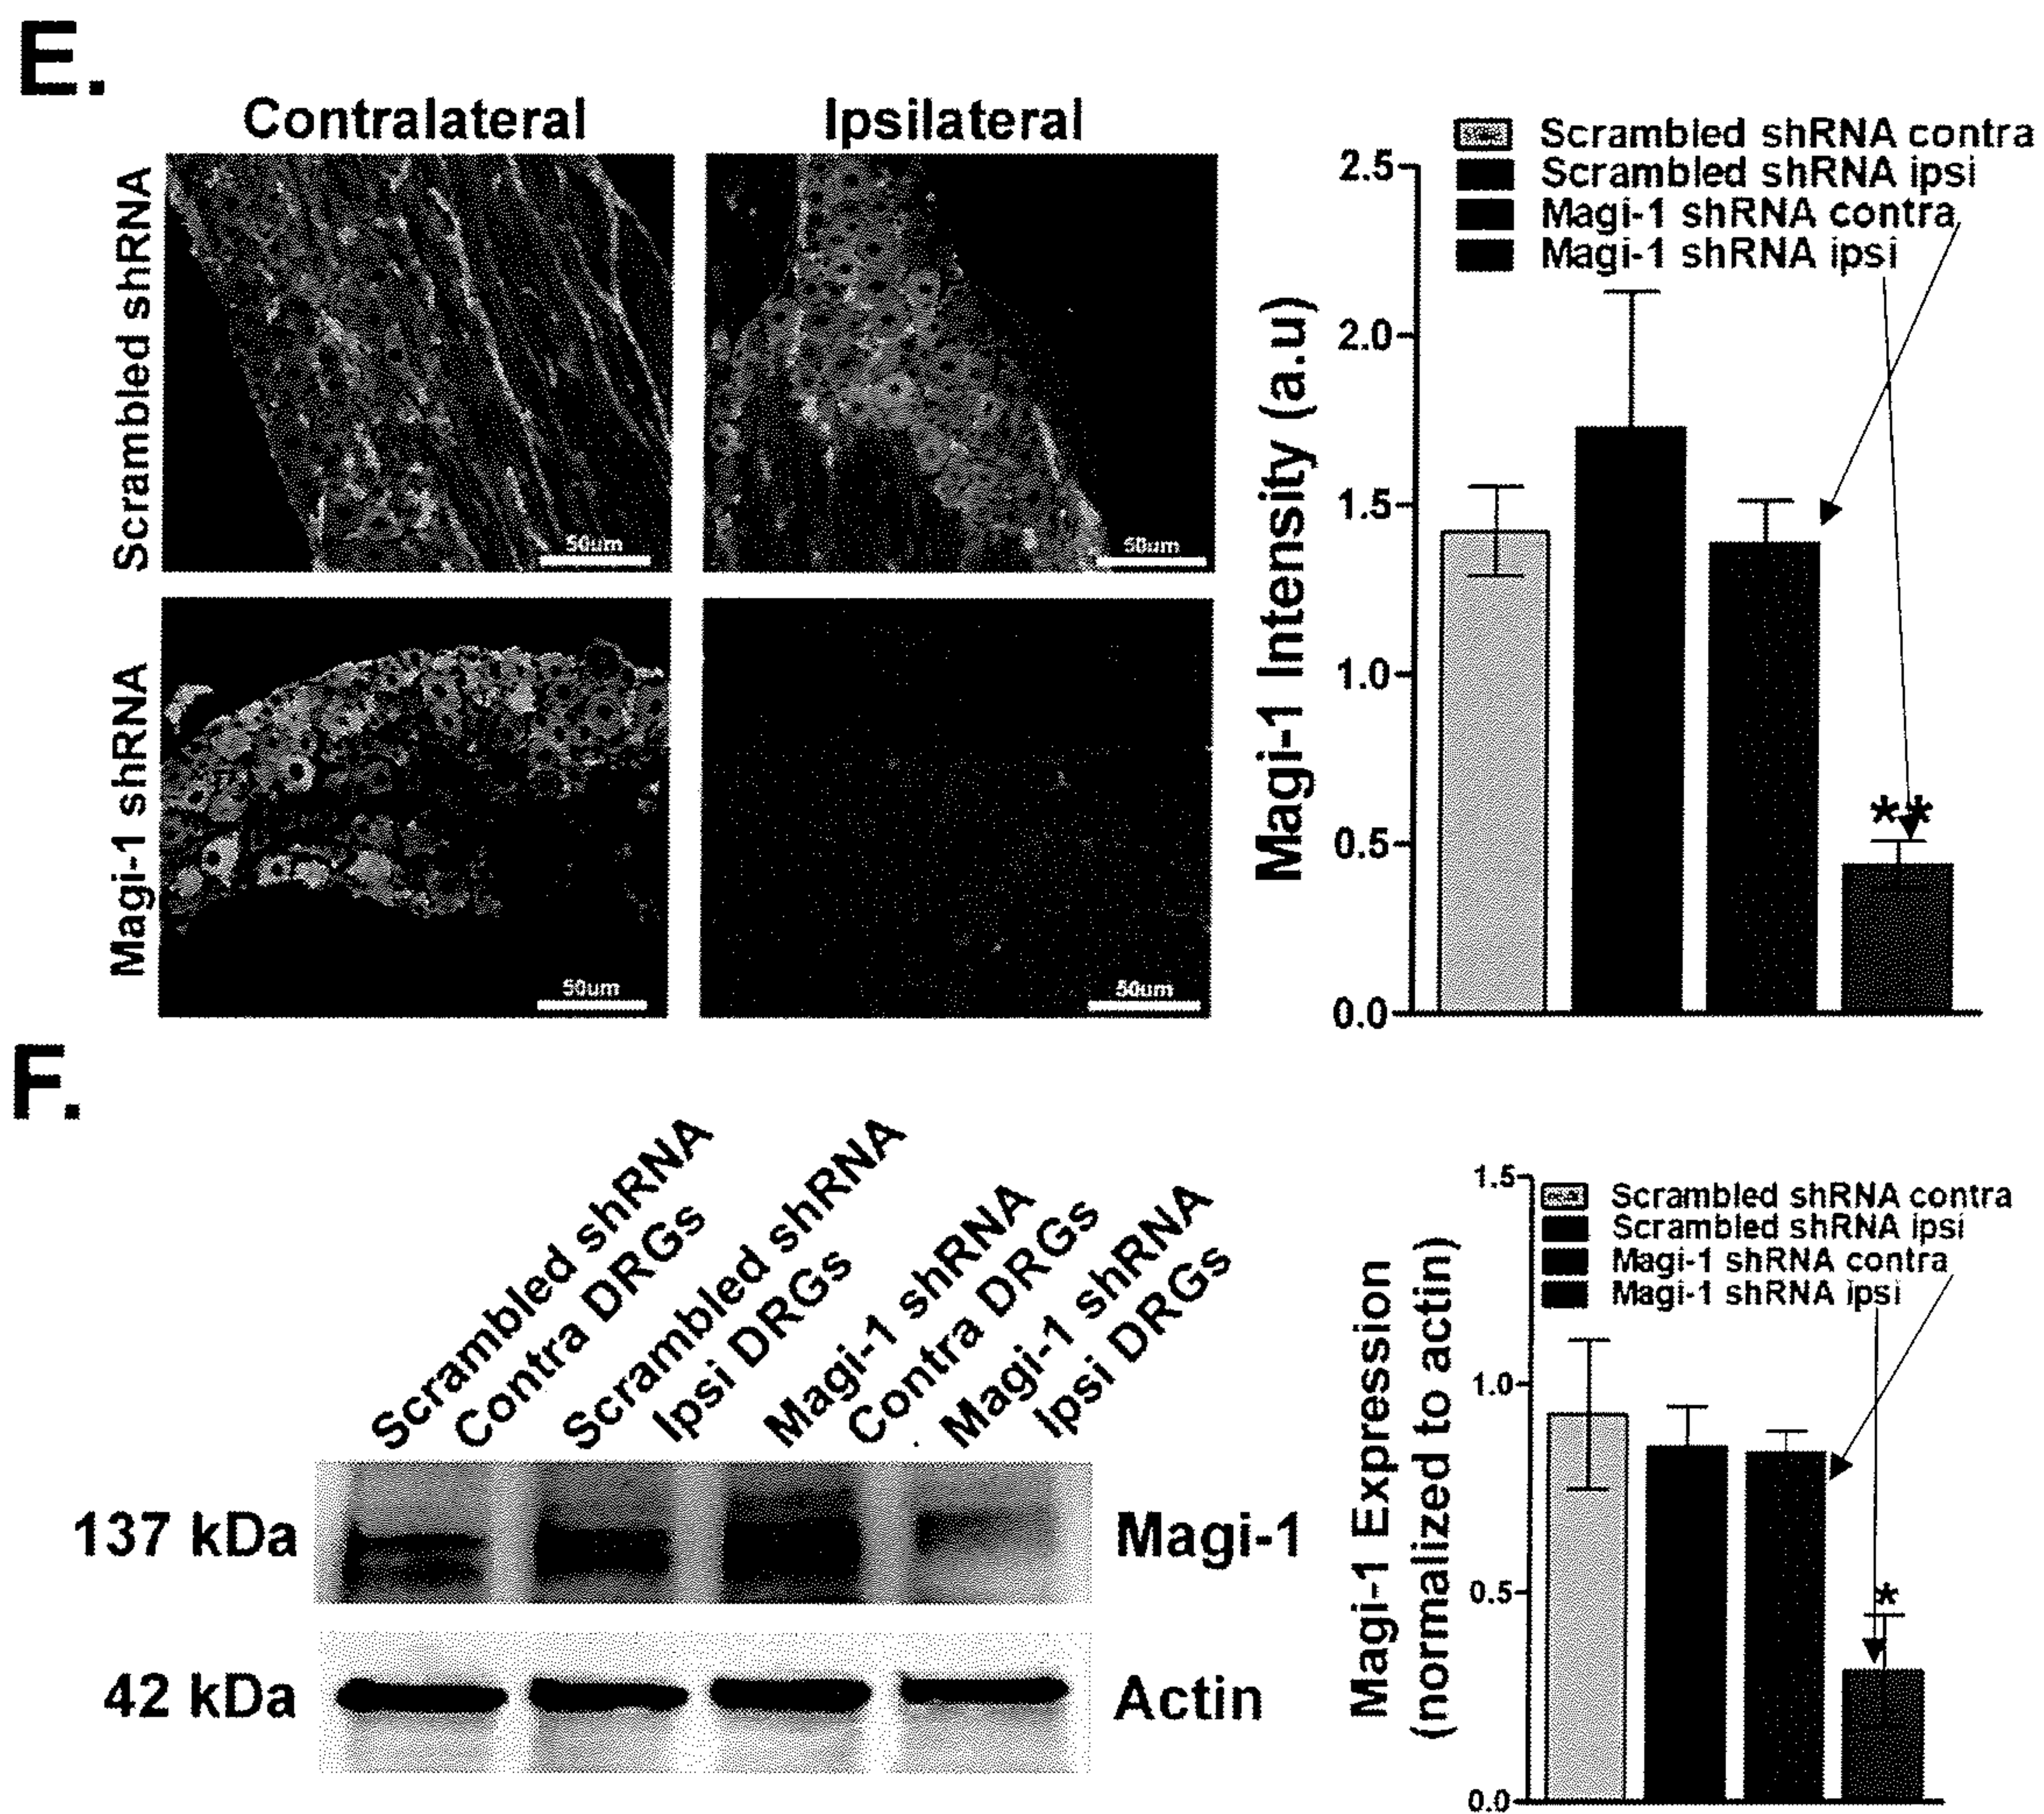 E.
Contralateral
Ipsilateral
Scrambled shRNA
50um
50um
Magi-1 shRNA
50um
50um
Scrambled shRNA contra
Scrambled shRNA ipsi
Magi-1 shRNA contra
Magi-1 shRNA ipsi
Magi-1 Intensity (a.u)
2.5
2.0
1.5
1.0
0.5
0.0
**
F.
Scrambled shRNA
Contra DRGs
Scrambled shRNA
Ipsi DRGs
Magi-1 shRNA
Contra DRGs
Magi-1 shRNA
Ipsi DRGs
137 kDa
Magi-1
42 kDa
Actin
Scrambled shRNA contra
Scrambled shRNA ipsi
Magi-1 shRNA contra
Magi-1 shRNA ipsi
Magi-1 Expression
(normalized to actin)
1.5
1.0
0.5
0.0
*